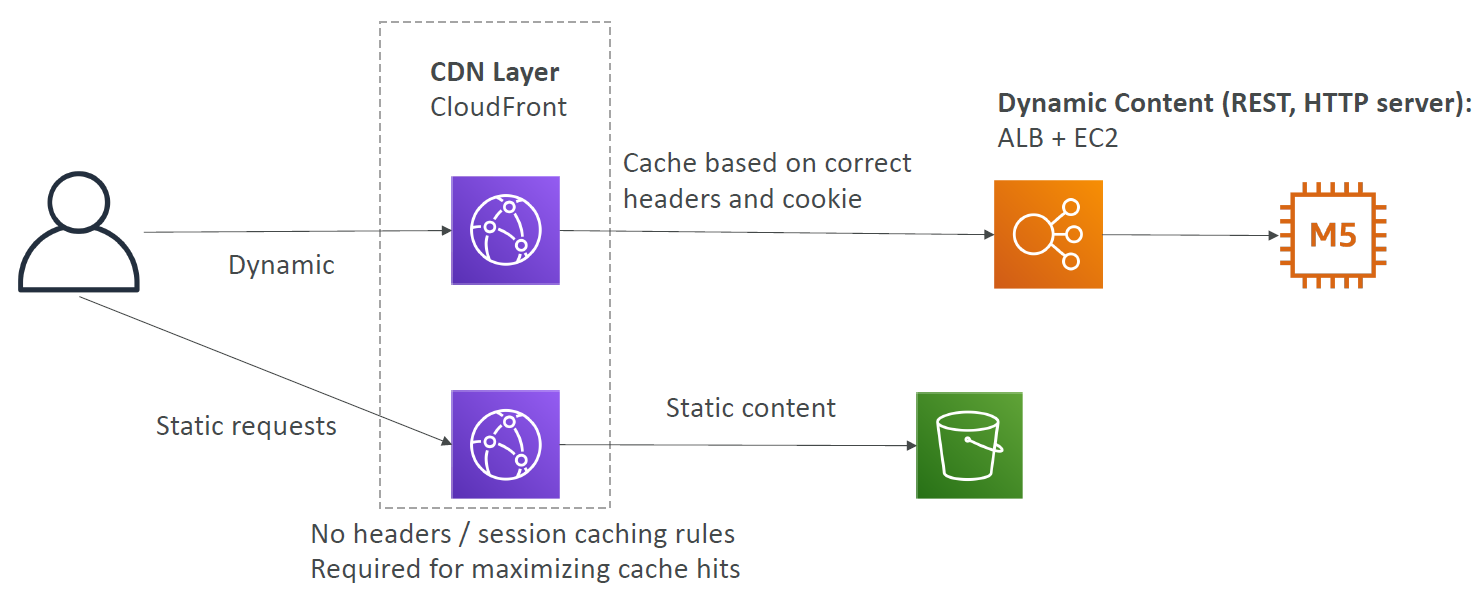 CDN Layer
CloudFront
Dynamic Content (REST, HTTP server):
ALB + EC2
Cache based on correct
headers and cookie
M5
Dynamic
Static requests
Static content
No headers / session caching rules
Required for maximizing cache hits